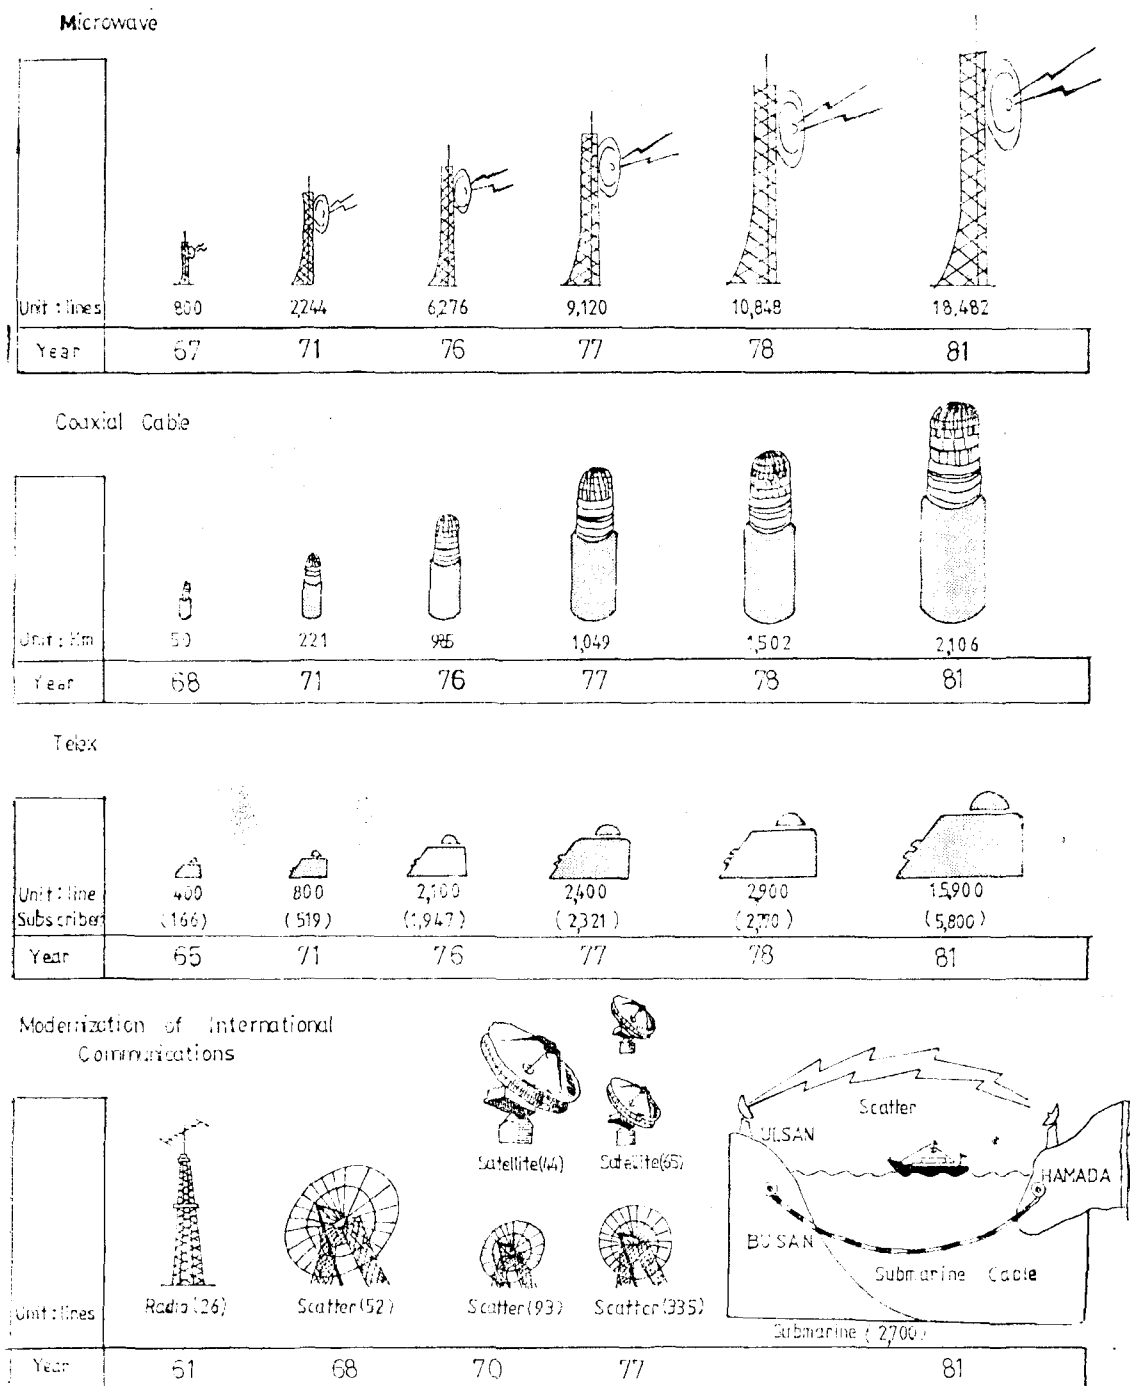 Microwave
Unit : lines 800 2,244 6,276 9,120 10,848 18,482
Year 67 71 76 77 78 81
Coaxial Cable
Unit : Km 50 221 985 1,049 1,502 2,106
Year 68 71 76 77 78 81
Telex
Unit : line 400 800 2,100 2,400 2,900 15,900
Subscriber (166) (519) (1,947) (2,321) (5,800)
Year 65 71 76 77 78 81
Modernization of International
Communications
Scatter
ULSAN
Satellite(44) Satellite(65)
HAMADA
BUSAN
Submarine Cable
Unit : lines Radio(26) Scatter(52) Scatter(93) Scatter(335)
Submarine (2,700)
Year 61 68 70 77 81